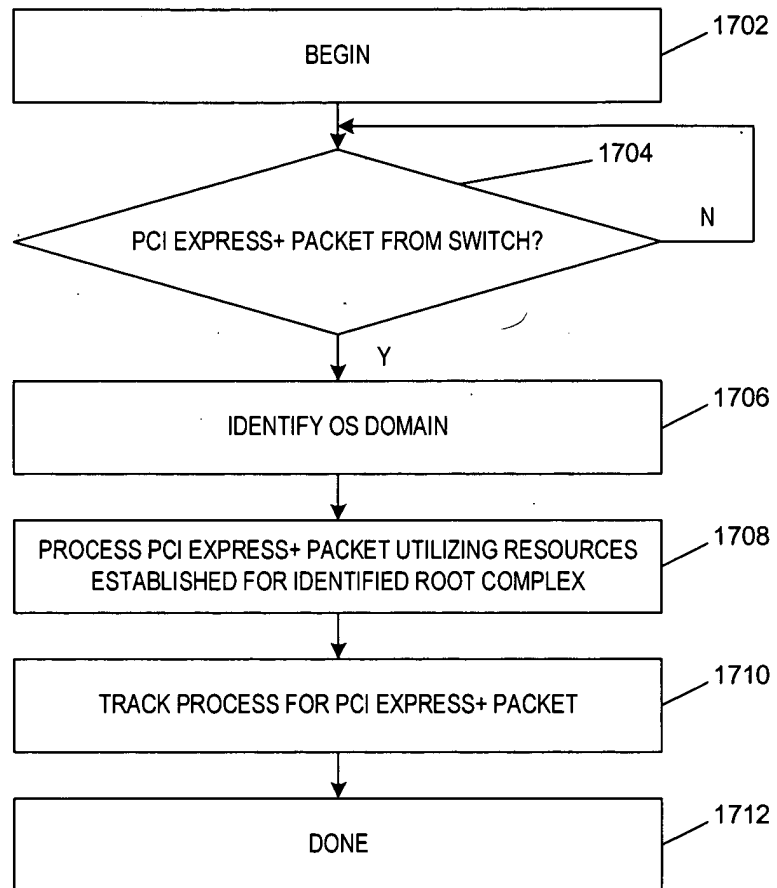 1702
BEGIN
1704
PCI EXPRESS+ PACKET FROM SWITCH?
N
Y
1706
IDENTIFY OS DOMAIN
1708
PROCESS PCI EXPRESS+ PACKET UTILIZING RESOURCES
ESTABLISHED FOR IDENTIFIED ROOT COMPLEX
1710
TRACK PROCESS FOR PCI EXPRESS+ PACKET
1712
DONE